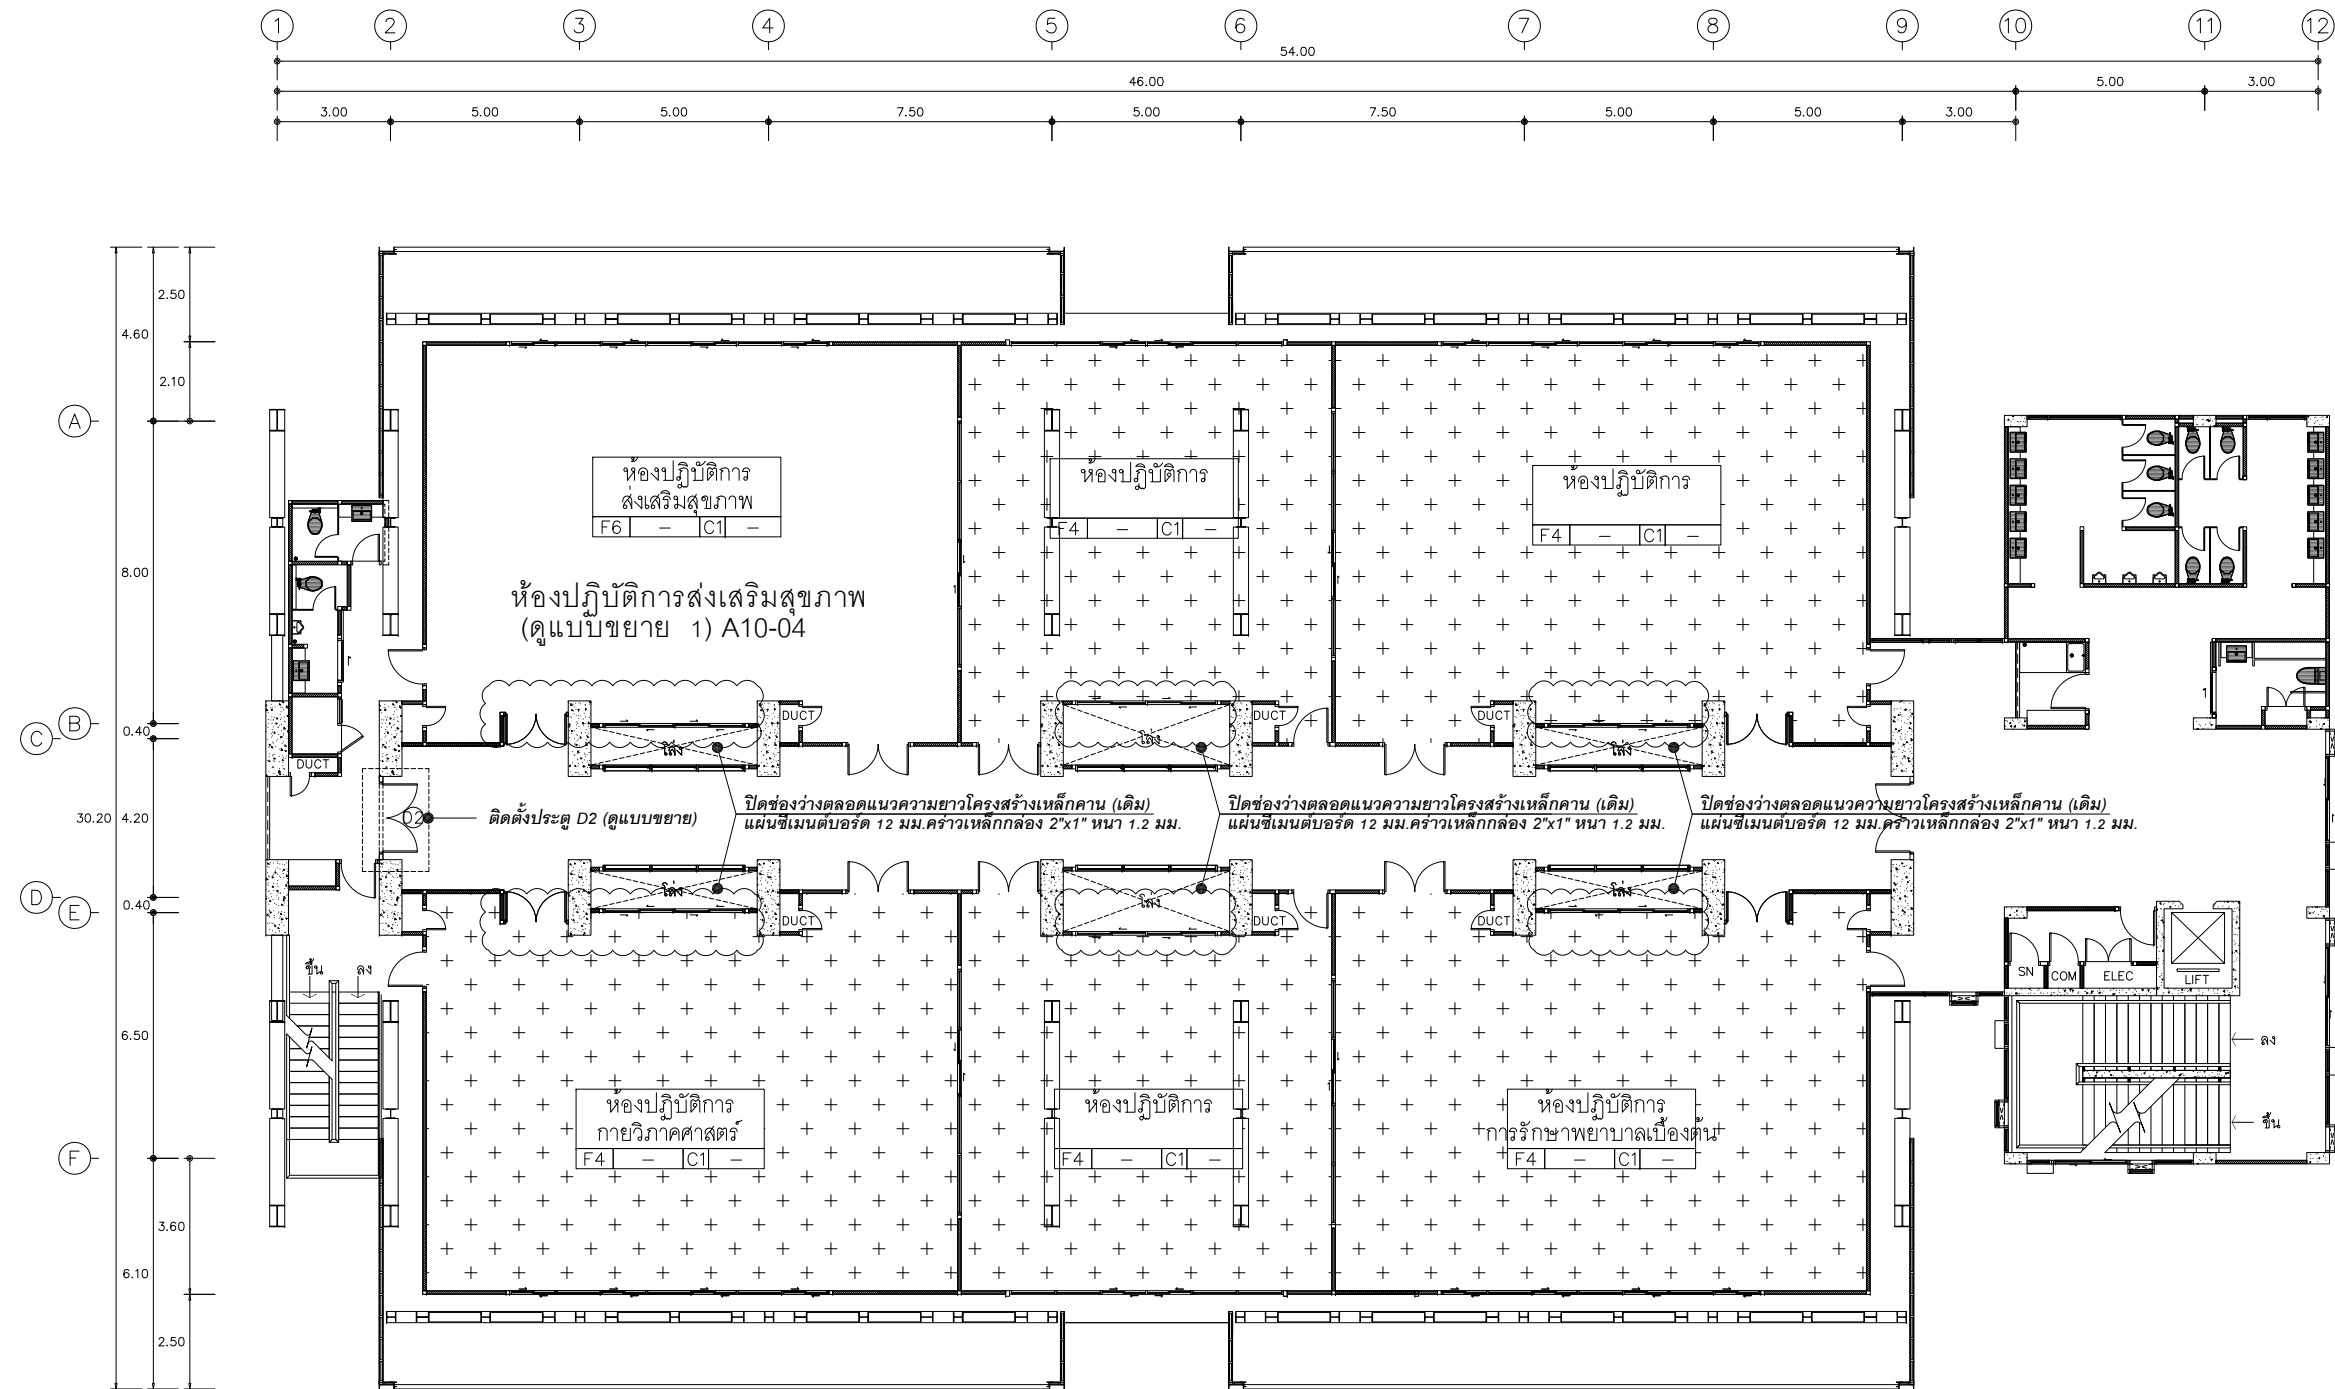 1 2 3 4 5 6 7 8 9 10 11 12
54.00
46.00 5.00 3.00
3.00 5.00 5.00 7.50 5.00 7.50 5.00 5.00 3.00
2.50
4.60
2.10
A
8.00
B
C
0.40
30.20 4.20
D
0.40
E
6.50
F
3.60
6.10
2.50
ห้องปฏิบัติการ
ส่งเสริมสุขภาพ
F6 – C1 –
ห้องปฏิบัติการ
F4 – C1 –
ห้องปฏิบัติการ
F4 – C1 –
ห้องปฏิบัติการส่งเสริมสุขภาพ
(ดูแบบขยาย 1) A10-04
1
DUCT DUCT DUCT DUCT
โล่ง โล่ง โล่ง
D2 ติดตั้งประตู D2 (ดูแบบขยาย)
ปิดช่องว่างตลอดแนวความยาวโครงสร้างเหล็กคาน (เดิม)
แผ่นซีเมนต์บอร์ด 12 มม.คร่าวเหล็กกล่อง 2"x1" หนา 1.2 มม.
ปิดช่องว่างตลอดแนวความยาวโครงสร้างเหล็กคาน (เดิม)
แผ่นซีเมนต์บอร์ด 12 มม.คร่าวเหล็กกล่อง 2"x1" หนา 1.2 มม.
ปิดช่องว่างตลอดแนวความยาวโครงสร้างเหล็กคาน (เดิม)
แผ่นซีเมนต์บอร์ด 12 มม.คร่าวเหล็กกล่อง 2"x1" หนา 1.2 มม.
โล่ง โล่ง โล่ง
DUCT DUCT DUCT
ขึ้น ลง
SN COM ELEC LIFT
ลง
ขึ้น
ห้องปฏิบัติการ
กายวิภาคศาสตร์
F4 – C1 –
ห้องปฏิบัติการ
F4 – C1 –
ห้องปฏิบัติการ
การรักษาพยาบาลเบื้องต้น
F4 – C1 –